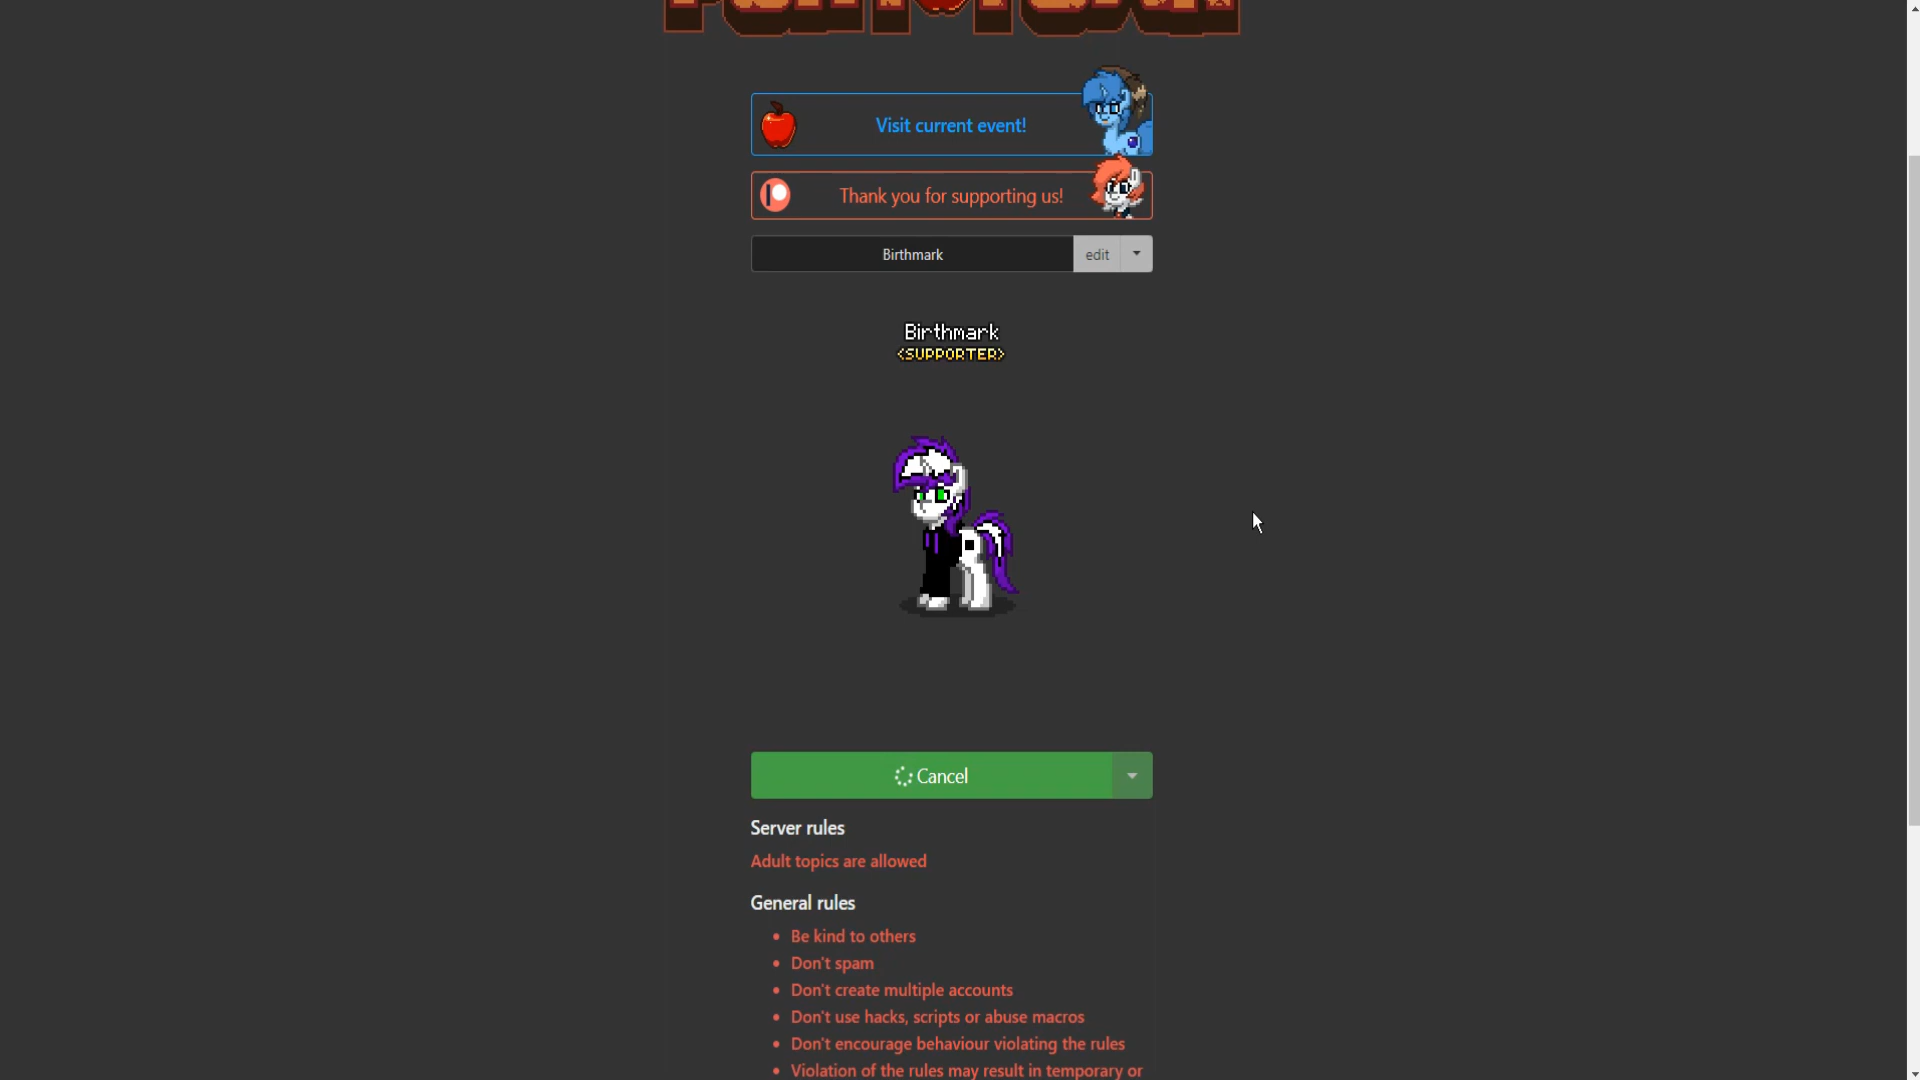 Visit current event!
Thank you for supporting us!
Birthmark
edit
Birthmark
<SUPPORTER>
Cancel
Server rules
Adult topics are allowed
General rules
Be kind to others
Don't spam
Don't create multiple accounts
Don't use hacks, scripts or abuse macros
Don't encourage behaviour violating the rules
Violation of the rules may result in temporary or